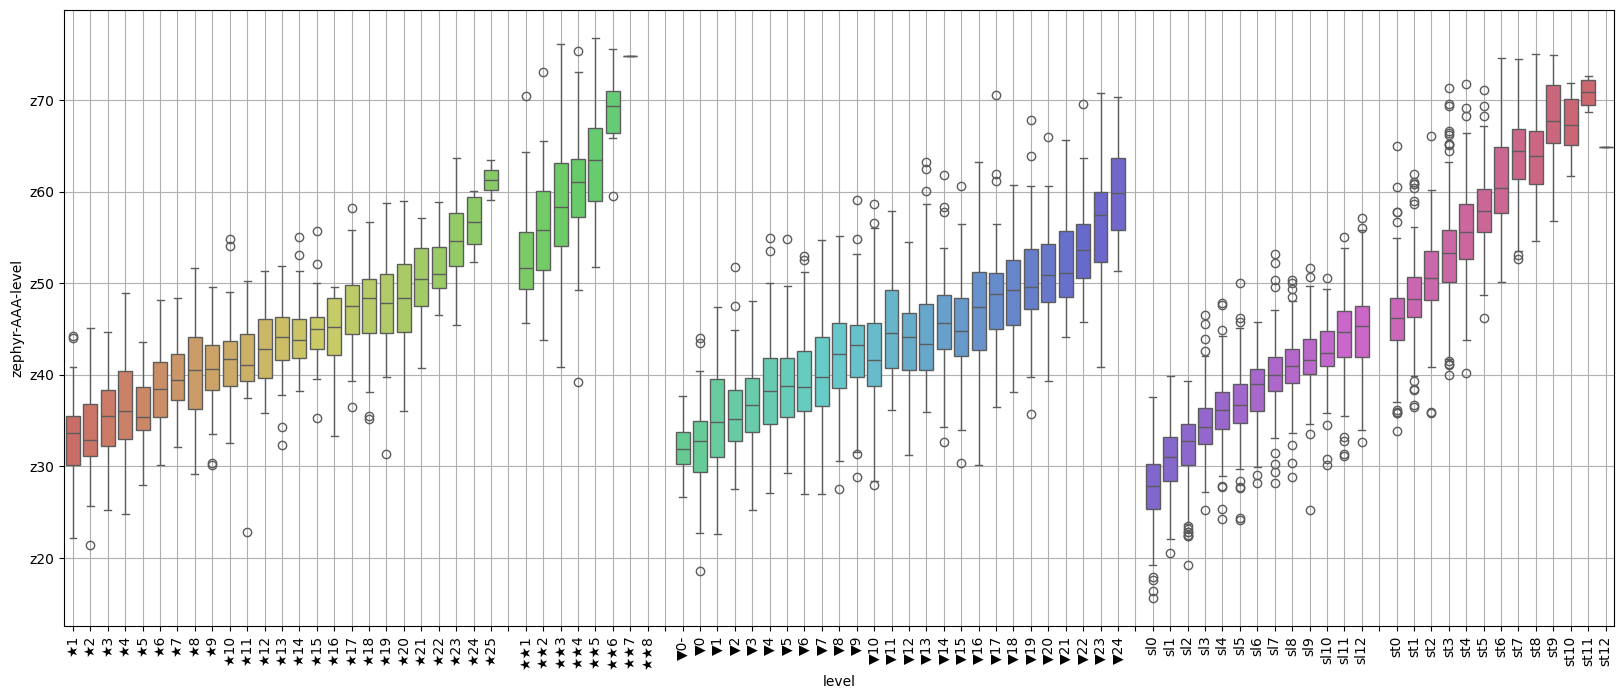 zephyr-AAA-level
z70
z60
z50
z40
z30
z20
★1 ★2 ★3 ★4 ★5 ★6 ★7 ★8 ★9 ★10 ★11 ★12 ★13 ★14 ★15 ★16 ★17 ★18 ★19 ★20 ★21 ★22 ★23 ★24 ★25 ★★1 ★★2 ★★3 ★★4 ★★5 ★★6 ★★7 ★★8 ▼0- ▼0 ▼1 ▼2 ▼3 ▼4 ▼5 ▼6 ▼7 ▼8 ▼9 ▼10 ▼11 ▼12 ▼13 ▼14 ▼15 ▼16 ▼17 ▼18 ▼19 ▼20 ▼21 ▼22 ▼23 ▼24 sl0 sl1 sl2 sl3 sl4 sl5 sl6 sl7 sl8 sl9 sl10 sl11 sl12 st0 st1 st2 st3 st4 st5 st6 st7 st8 st9 st10 st11 st12
level